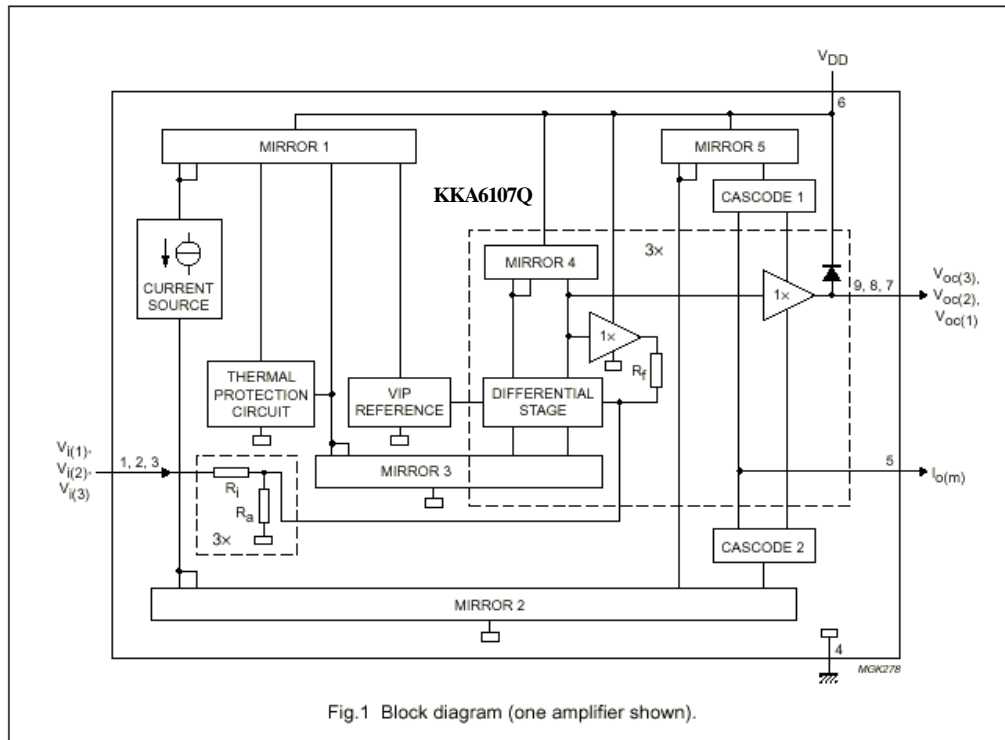 VDD
6
MIRROR 1
MIRROR 5
KKA6107Q
CASCODE 1
3×
MIRROR 4
CURRENT
SOURCE
1×
9, 8, 7
Voc(3),
Voc(2),
Voc(1)
1×
Rf
THERMAL
PROTECTION
CIRCUIT
VIP
REFERENCE
DIFFERENTIAL
STAGE
Vi(1),
Vi(2),
Vi(3)
1, 2, 3
MIRROR 3
5
Io(m)
Ri
Ra
3×
CASCODE 2
MIRROR 2
4
MGK278
Fig.1 Block diagram (one amplifier shown).